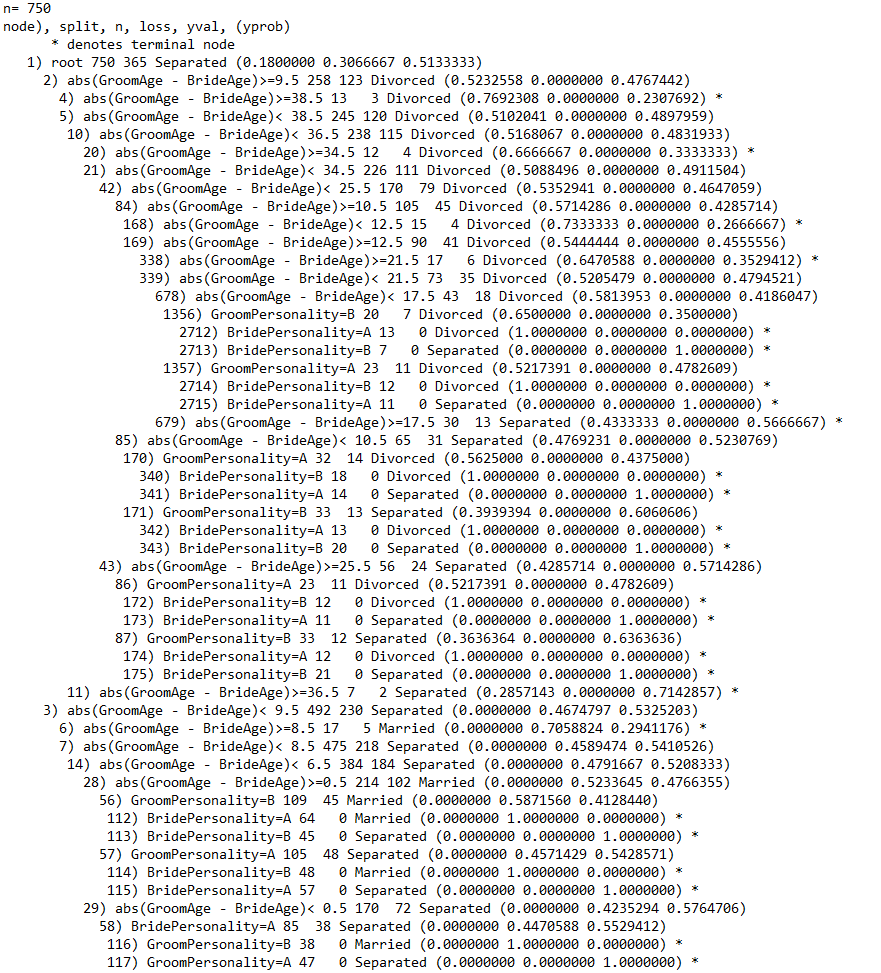 n= 750
node), split, n, loss, yval, (yprob)
* denotes terminal node
1) root 750 365 Separated (0.1800000 0.3066667 0.5133333)
2) abs(GroomAge - BrideAge)>=9.5 258 123 Divorced (0.5232558 0.0000000 0.4767442)
4) abs(GroomAge - BrideAge)>=38.5 13 3 Divorced (0.7692308 0.0000000 0.2307692) *
5) abs(GroomAge - BrideAge)< 38.5 245 120 Divorced (0.5102041 0.0000000 0.4897959)
10) abs(GroomAge - BrideAge)< 36.5 238 115 Divorced (0.5168067 0.0000000 0.4831933)
20) abs(GroomAge - BrideAge)>=34.5 12 4 Divorced (0.6666667 0.0000000 0.3333333) *
21) abs(GroomAge - BrideAge)< 34.5 226 111 Divorced (0.5088496 0.0000000 0.4911504)
42) abs(GroomAge - BrideAge)< 25.5 170 79 Divorced (0.5352941 0.0000000 0.4647059)
84) abs(GroomAge - BrideAge)>=10.5 105 45 Divorced (0.5714286 0.0000000 0.4285714)
168) abs(GroomAge - BrideAge)< 12.5 15 4 Divorced (0.7333333 0.0000000 0.2666667) *
169) abs(GroomAge - BrideAge)>=12.5 90 41 Divorced (0.5444444 0.0000000 0.4555556)
338) abs(GroomAge - BrideAge)>=21.5 17 6 Divorced (0.6470588 0.0000000 0.3529412) *
339) abs(GroomAge - BrideAge)< 21.5 73 35 Divorced (0.5205479 0.0000000 0.4794521)
678) abs(GroomAge - BrideAge)< 17.5 43 18 Divorced (0.5813953 0.0000000 0.4186047)
1356) GroomPersonality=B 20 7 Divorced (0.6500000 0.0000000 0.3500000)
2712) BridePersonality=A 13 0 Divorced (1.0000000 0.0000000 0.0000000) *
2713) BridePersonality=B 7 0 Separated (0.0000000 0.0000000 1.0000000) *
1357) GroomPersonality=A 23 11 Divorced (0.5217391 0.0000000 0.4782609)
2714) BridePersonality=B 12 0 Divorced (1.0000000 0.0000000 0.0000000) *
2715) BridePersonality=A 11 0 Separated (0.0000000 0.0000000 1.0000000) *
679) abs(GroomAge - BrideAge)>=17.5 30 13 Separated (0.4333333 0.0000000 0.5666667) *
85) abs(GroomAge - BrideAge)< 10.5 65 31 Separated (0.4769231 0.0000000 0.5230769)
170) GroomPersonality=A 32 14 Divorced (0.5625000 0.0000000 0.4375000)
340) BridePersonality=B 18 0 Divorced (1.0000000 0.0000000 0.0000000) *
341) BridePersonality=A 14 0 Separated (0.0000000 0.0000000 1.0000000) *
171) GroomPersonality=B 33 13 Separated (0.3939394 0.0000000 0.6060606)
342) BridePersonality=A 13 0 Divorced (1.0000000 0.0000000 0.0000000) *
343) BridePersonality=B 20 0 Separated (0.0000000 0.0000000 1.0000000) *
43) abs(GroomAge - BrideAge)>=25.5 56 24 Separated (0.4285714 0.0000000 0.5714286)
86) GroomPersonality=A 23 11 Divorced (0.5217391 0.0000000 0.4782609)
172) BridePersonality=B 12 0 Divorced (1.0000000 0.0000000 0.0000000) *
173) BridePersonality=A 11 0 Separated (0.0000000 0.0000000 1.0000000) *
87) GroomPersonality=B 33 12 Separated (0.3636364 0.0000000 0.6363636)
174) BridePersonality=A 12 0 Divorced (1.0000000 0.0000000 0.0000000) *
175) BridePersonality=B 21 0 Separated (0.0000000 0.0000000 1.0000000) *
11) abs(GroomAge - BrideAge)>=36.5 7 2 Separated (0.2857143 0.0000000 0.7142857) *
3) abs(GroomAge - BrideAge)< 9.5 492 230 Separated (0.0000000 0.4674797 0.5325203)
6) abs(GroomAge - BrideAge)>=8.5 17 5 Married (0.0000000 0.7058824 0.2941176) *
7) abs(GroomAge - BrideAge)< 8.5 475 218 Separated (0.0000000 0.4589474 0.5410526)
14) abs(GroomAge - BrideAge)< 6.5 384 184 Separated (0.0000000 0.4791667 0.5208333)
28) abs(GroomAge - BrideAge)>=0.5 214 102 Married (0.0000000 0.5233645 0.4766355)
56) GroomPersonality=B 109 45 Married (0.0000000 0.5871560 0.4128440)
112) BridePersonality=A 64 0 Married (0.0000000 1.0000000 0.0000000) *
113) BridePersonality=B 45 0 Separated (0.0000000 0.0000000 1.0000000) *
57) GroomPersonality=A 105 48 Separated (0.0000000 0.4571429 0.5428571)
114) BridePersonality=B 48 0 Married (0.0000000 1.0000000 0.0000000) *
115) BridePersonality=A 57 0 Separated (0.0000000 0.0000000 1.0000000) *
29) abs(GroomAge - BrideAge)< 0.5 170 72 Separated (0.0000000 0.4235294 0.5764706)
58) BridePersonality=A 85 38 Separated (0.0000000 0.4470588 0.5529412)
116) GroomPersonality=B 38 0 Married (0.0000000 1.0000000 0.0000000) *
117) GroomPersonality=A 47 0 Separated (0.0000000 0.0000000 1.0000000) *